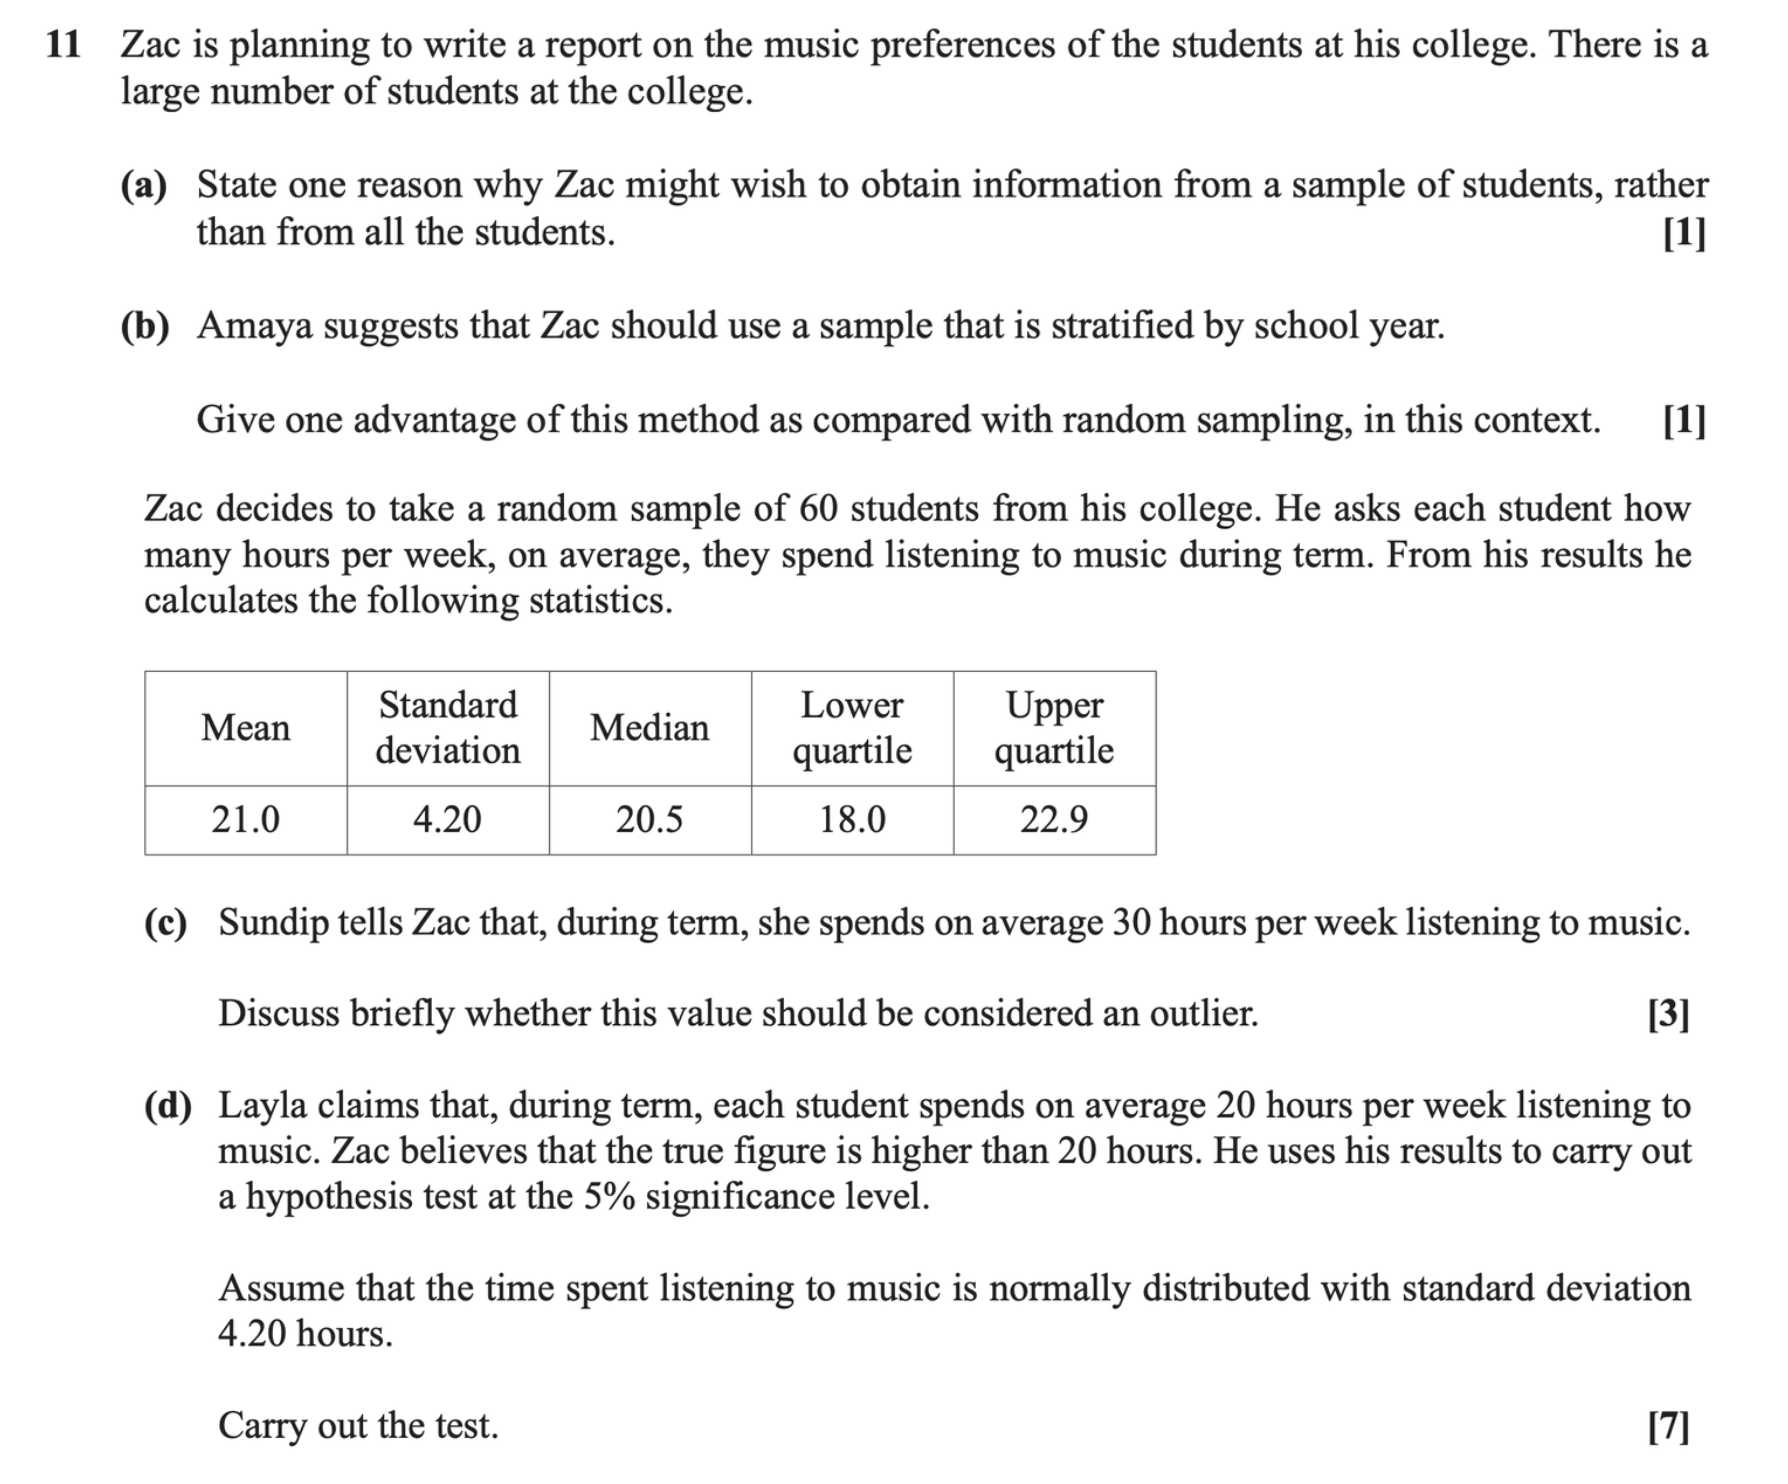 11 Zac is planning to write a report on the music preferences of the students at his college. There is a
large number of students at the college.
(a) State one reason why Zac might wish to obtain information from a sample of students, rather
than from all the students. [1]
(b) Amaya suggests that Zac should use a sample that is stratified by school year.
Give one advantage of this method as compared with random sampling, in this context. [1]
Zac decides to take a random sample of 60 students from his college. He asks each student how
many hours per week, on average, they spend listening to music during term. From his results he
calculates the following statistics.
Mean Standard deviation Median Lower quartile Upper quartile
21.0 4.20 20.5 18.0 22.9
(c) Sundip tells Zac that, during term, she spends on average 30 hours per week listening to music.
Discuss briefly whether this value should be considered an outlier. [3]
(d) Layla claims that, during term, each student spends on average 20 hours per week listening to
music. Zac believes that the true figure is higher than 20 hours. He uses his results to carry out
a hypothesis test at the 5% significance level.
Assume that the time spent listening to music is normally distributed with standard deviation
4.20 hours.
Carry out the test. [7]